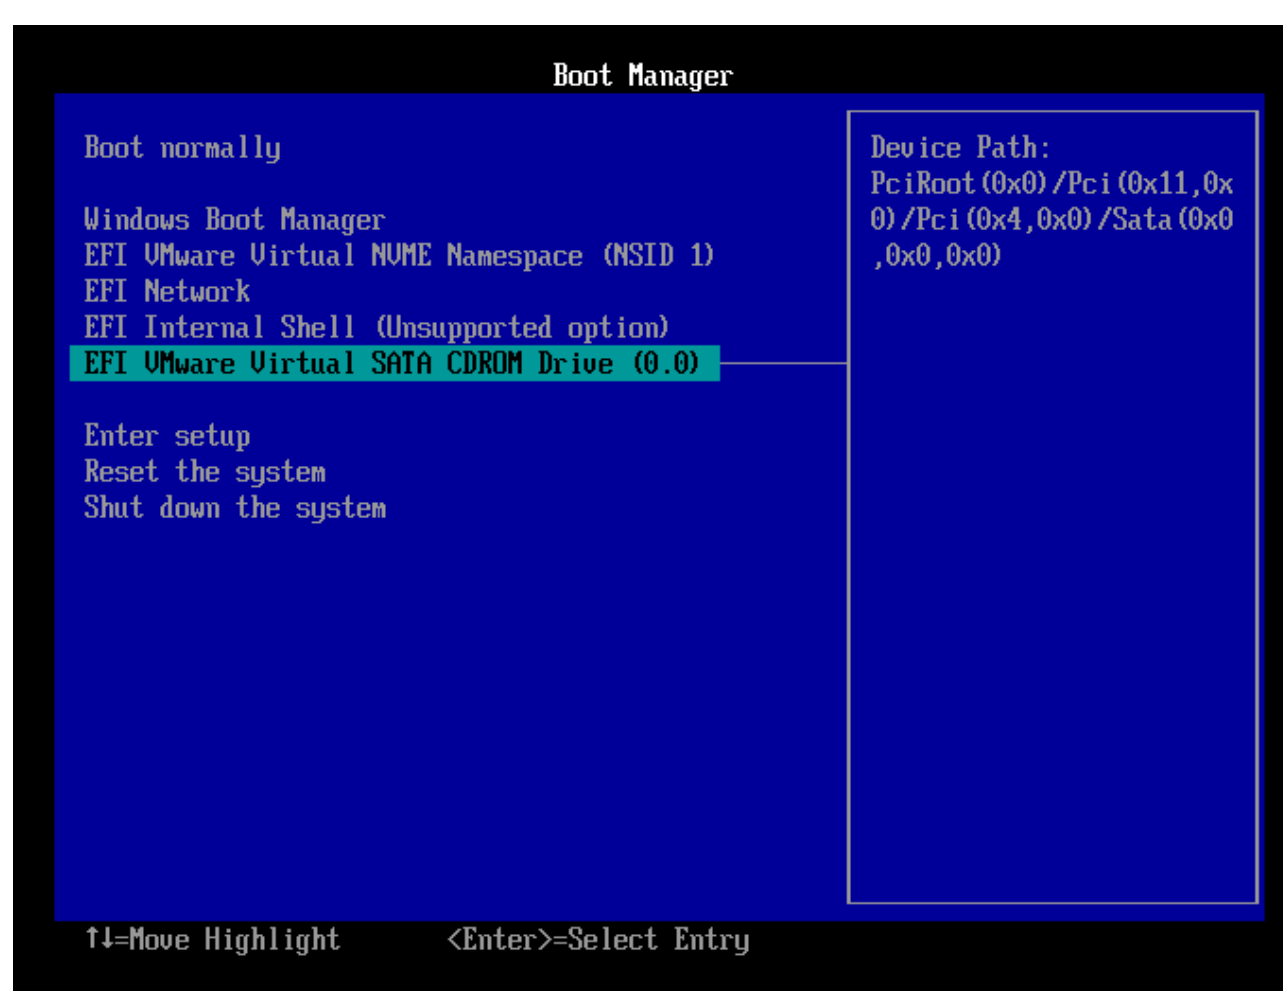 Boot Manager
Boot normally
Windows Boot Manager
EFI VMware Virtual NVME Namespace (NSID 1)
EFI Network
EFI Internal Shell (Unsupported option)
EFI VMware Virtual SATA CDROM Drive (0.0)
Enter setup
Reset the system
Shut down the system
Device Path:
PciRoot(0x0)/Pci(0x11,0x
0)/Pci(0x4,0x0)/Sata(0x0
,0x0,0x0)
↑↓=Move Highlight <Enter>=Select Entry